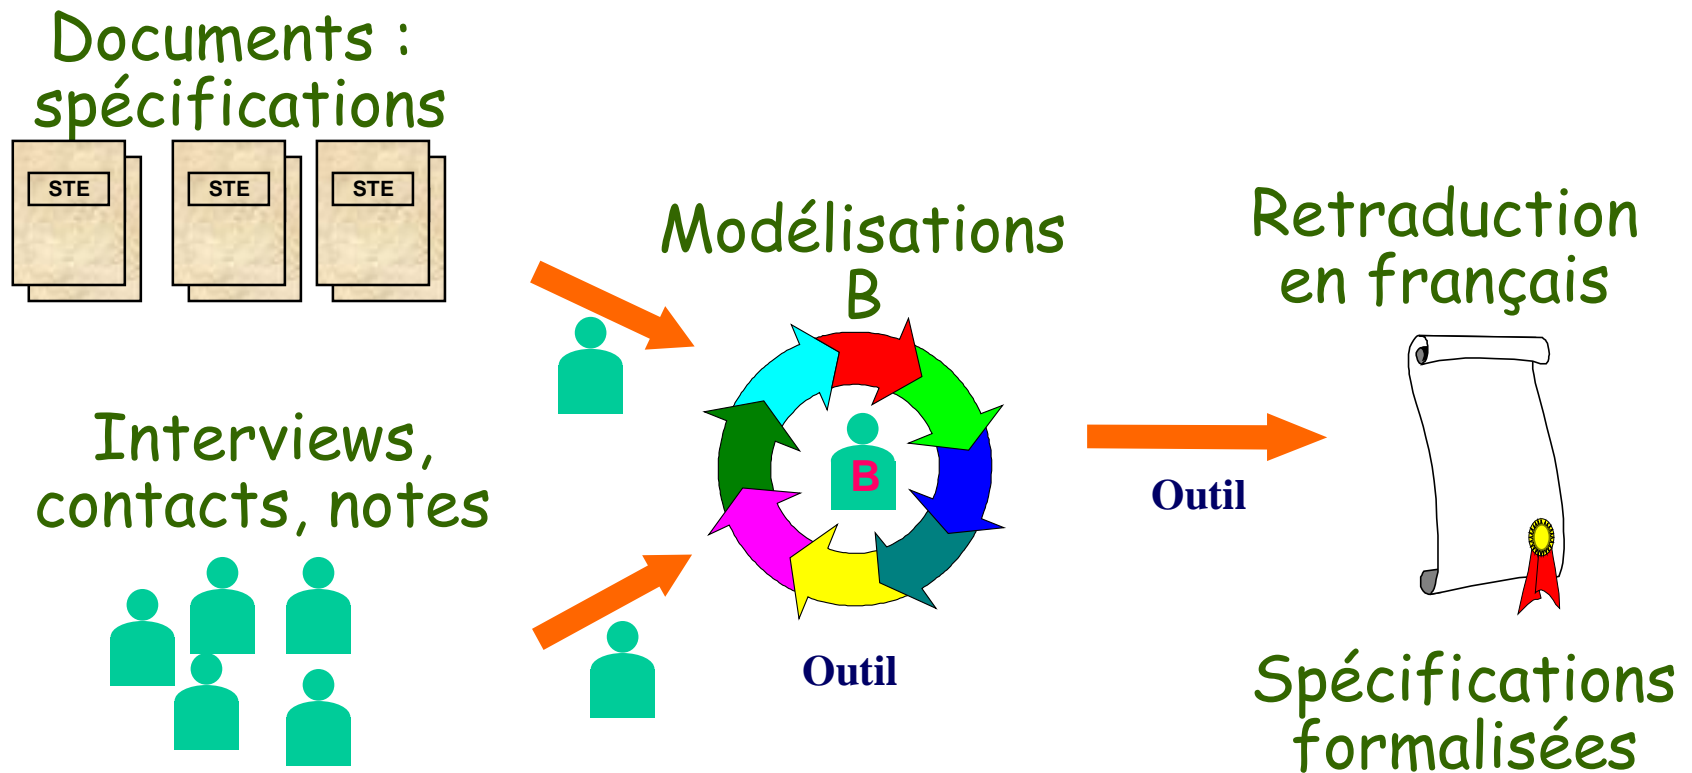 Documents :
spécifications
STE
STE
STE
Interviews,
contacts, notes
Modélisations
B
B
Outil
Outil
Retraduction
en français
Spécifications
formalisées